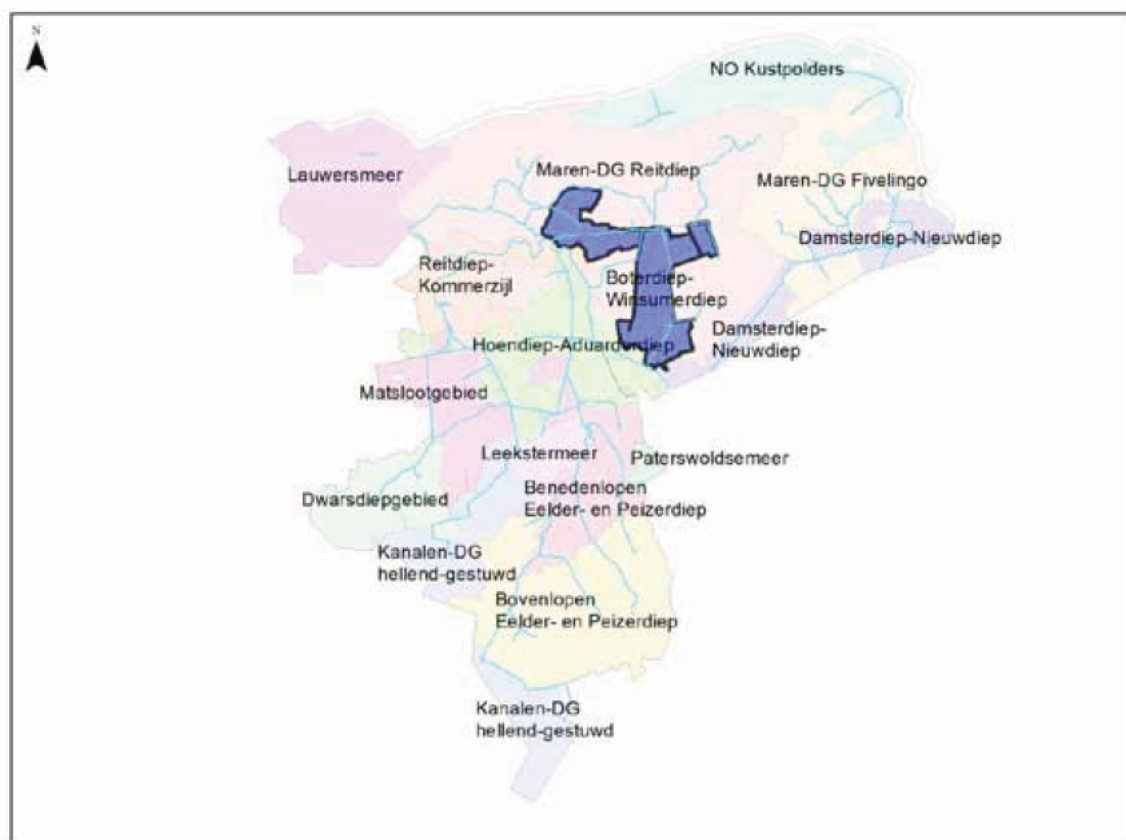 N
NO Kustpolders
Lauwersmeer
Maren-DG Reitdiep
Maren-DG Fivelingo
Damsterdiep-Nieuwdiep
Reitdiep-
Kommerzijl
Boterdiep-
Winsumerdiep
Damsterdiep-
Nieuwdiep
Hoendiep-Aduarderdiep
Matslootgebied
Leekstermeer
Paterswoldsemeer
Dwarsdiepgebied
Benedenlopen
Eelder- en Peizerdiep
Kanalen-DG
hellend-gestuwd
Bovenlopen
Eelder- en Peizerdiep
Kanalen-DG
hellend-gestuwd